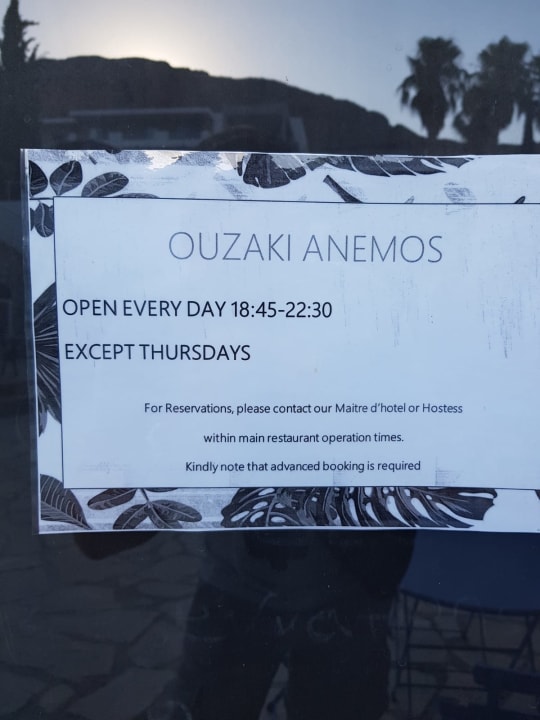 OUZAKI ANEMOS
OPEN EVERY DAY 18:45-22:30
EXCEPT THURSDAYS
For Reservations, please contact our Maitre d'hotel or Hostess
within main restaurant operation times.
Kindly note that advanced booking is required